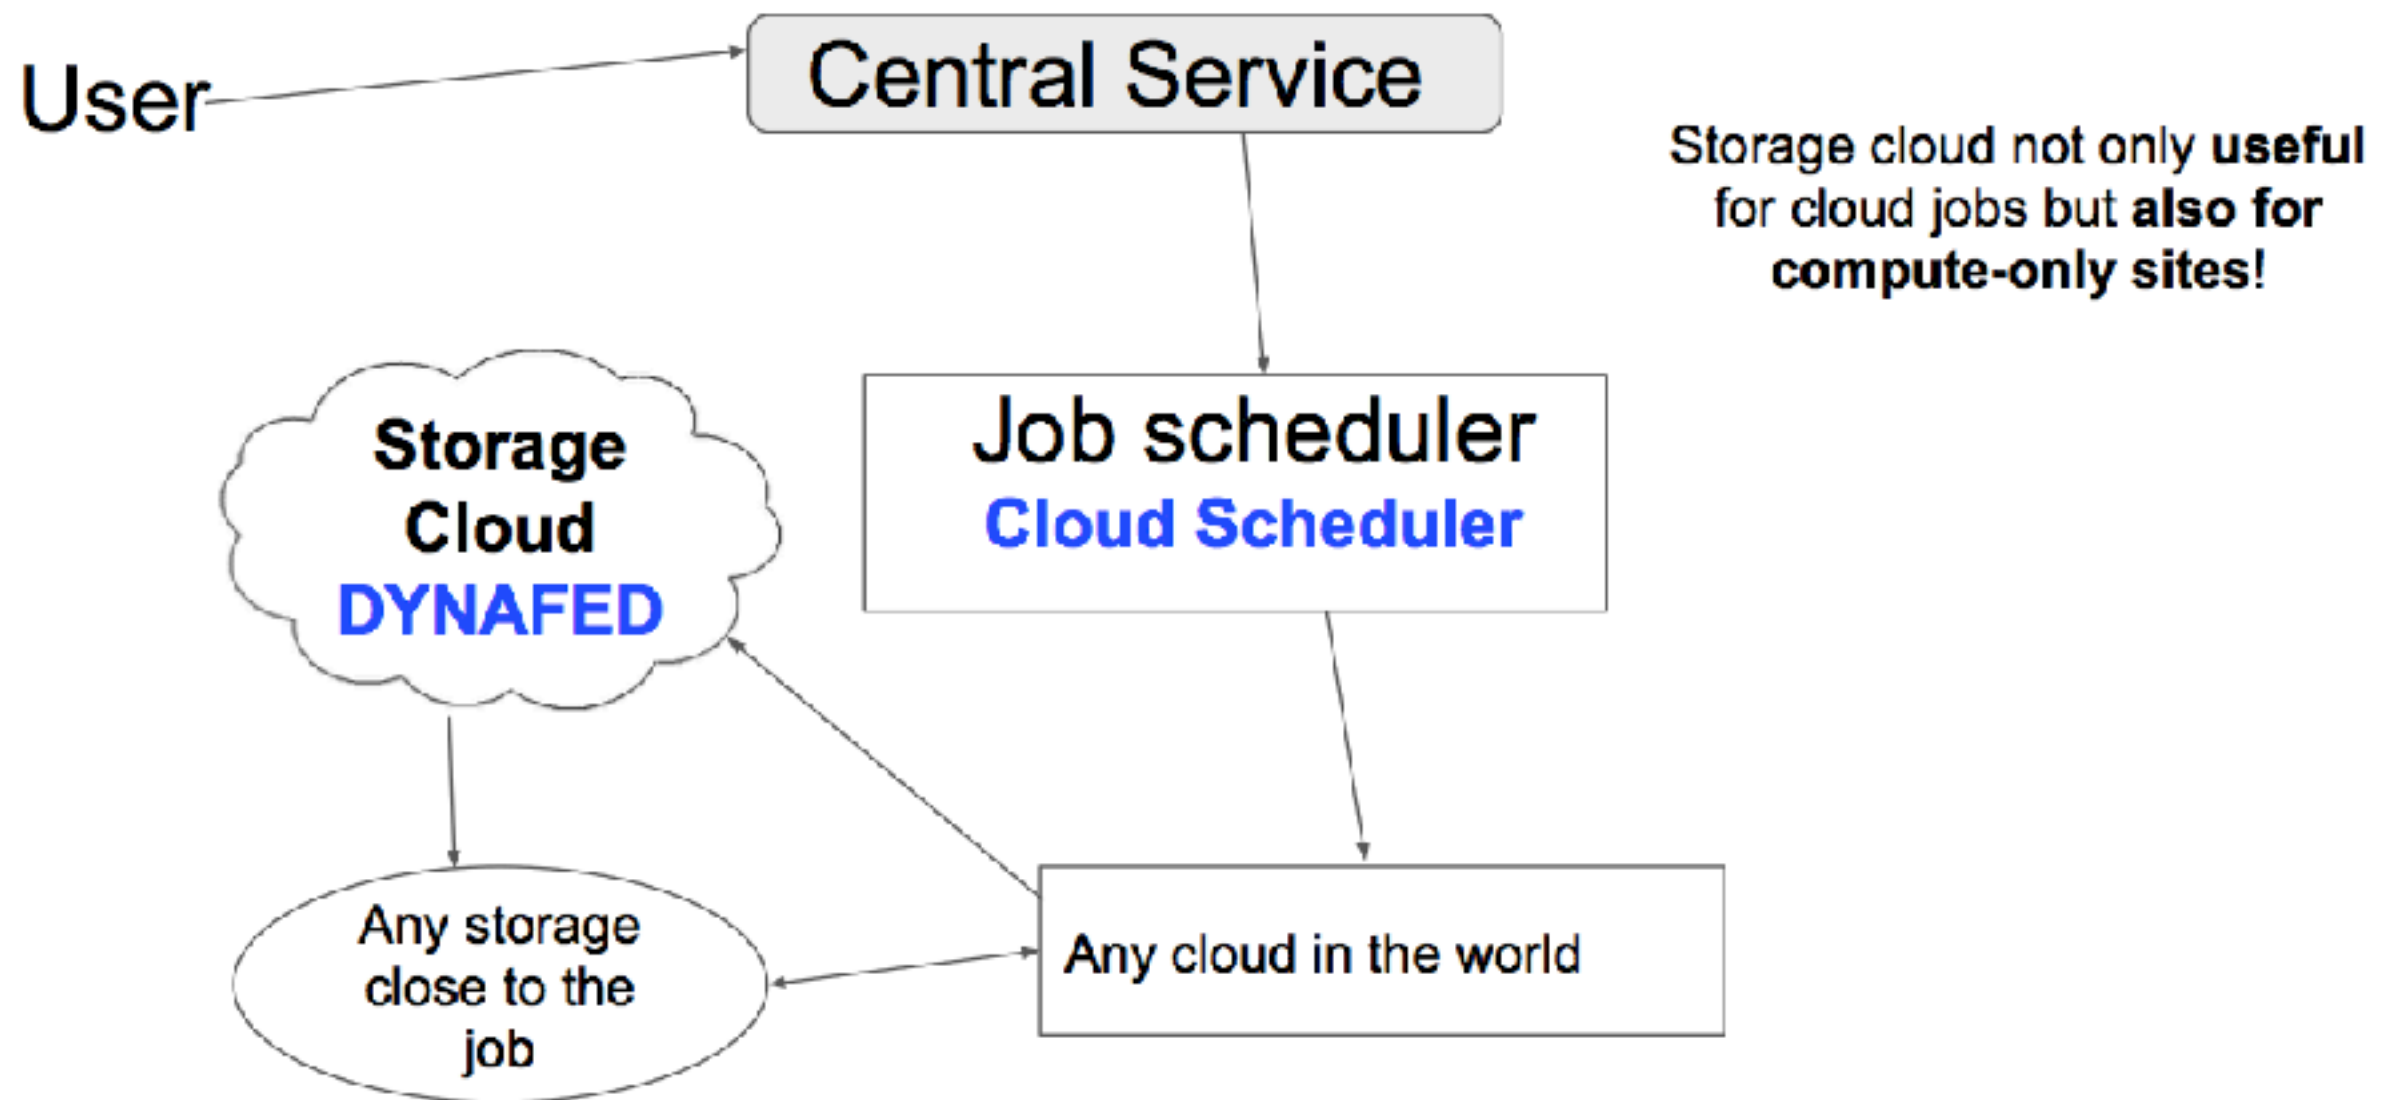 User
Central Service
Storage cloud not only useful
for cloud jobs but also for
compute-only sites!
Storage
Cloud
DYNAFED
Job scheduler
Cloud Scheduler
Any storage
close to the
job
Any cloud in the world